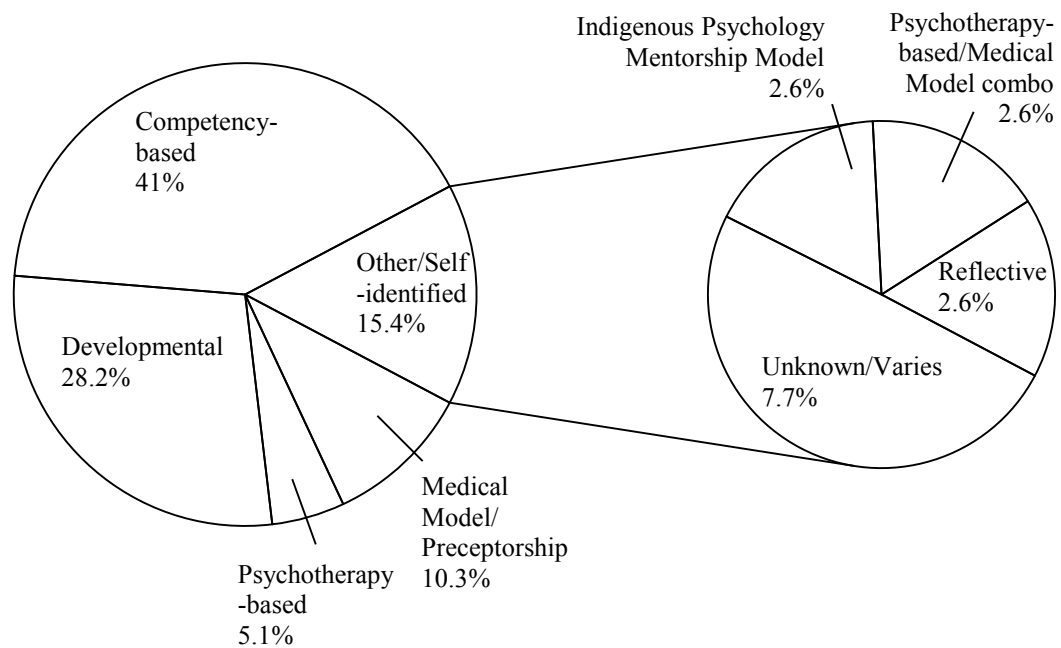 Competency-
based
41%
Other/Self
-identified
15.4%
Developmental
28.2%
Medical
Model/
Preceptorship
10.3%
Psychotherapy
-based
5.1%
Indigenous Psychology
Mentorship Model
2.6%
Psychotherapy-
based/Medical
Model combo
2.6%
Reflective
2.6%
Unknown/Varies
7.7%